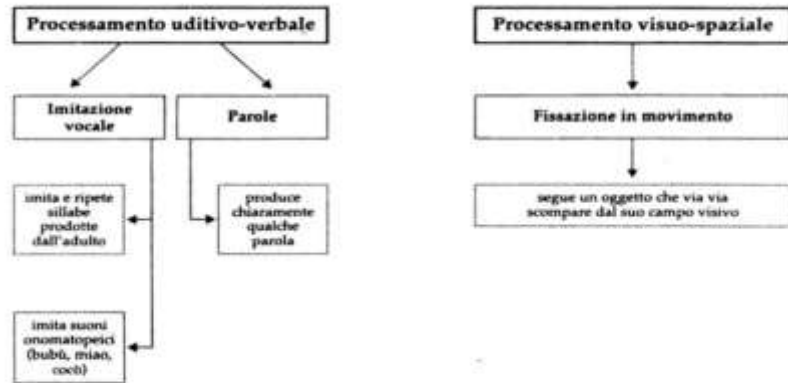 Processamento uditivo-verbale
Imitazione
vocale
Parole
imita e ripete
sillabe
prodotte
dall'adulto
produce
chiaramente
qualche
parola
imita suoni
onomatopeici
(bubù, miao,
cocò)
Processamento visuo-spaziale
Fissazione in movimento
segue un oggetto che via via
scompare dal suo campo visivo